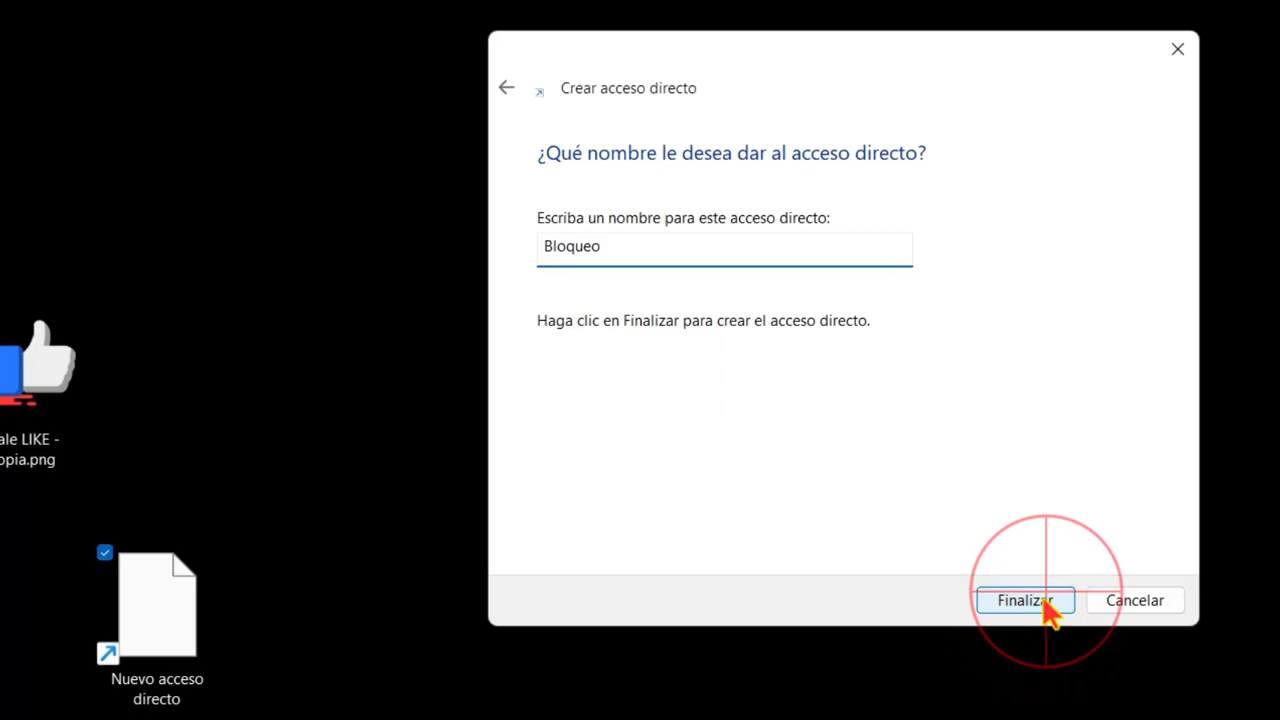 Crear acceso directo
¿Qué nombre le desea dar al acceso directo?
Escriba un nombre para este acceso directo:
Bloqueo
Haga clic en Finalizar para crear el acceso directo.
ale LIKE -
opia.png
Finalizar
Cancelar
Nuevo acceso
directo